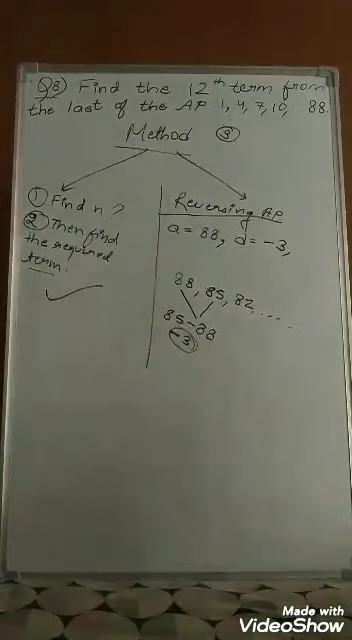 Q8) Find the 12th term from
the last of the AP 1, 4, 7, 10, ... 88.
Method 3
① Find n?
② Then find
the required
term.
Reversing AP
a = 88, d = -3,
88, 85, 82, ......
85-88
-3
Made with
VideoShow